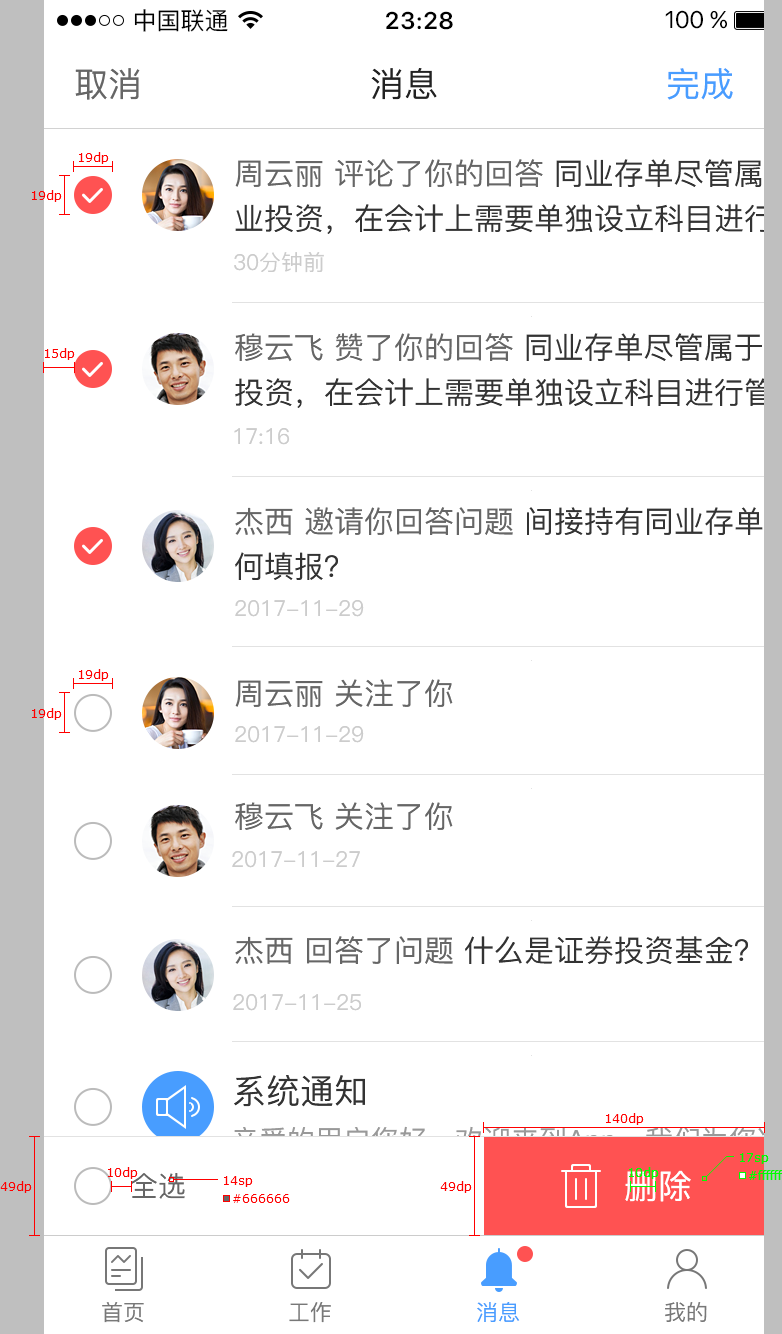 中国联通 23:28 100 %
取消 消息 完成
19dp
19dp
周云丽 评论了你的回答 同业存单尽管属
业投资，在会计上需要单独设立科目进行
30分钟前
15dp
穆云飞 赞了你的回答 同业存单尽管属于
投资，在会计上需要单独设立科目进行管
17:16
杰西 邀请你回答问题 间接持有同业存单
何填报?
2017-11-29
19dp
19dp
周云丽 关注了你
2017-11-29
穆云飞 关注了你
2017-11-27
杰西 回答了问题 什么是证券投资基金?
2017-11-25
系统通知
140dp
49dp
10dp
全选
14sp
#666666
49dp
删除
17sp
首页 工作 消息 我的